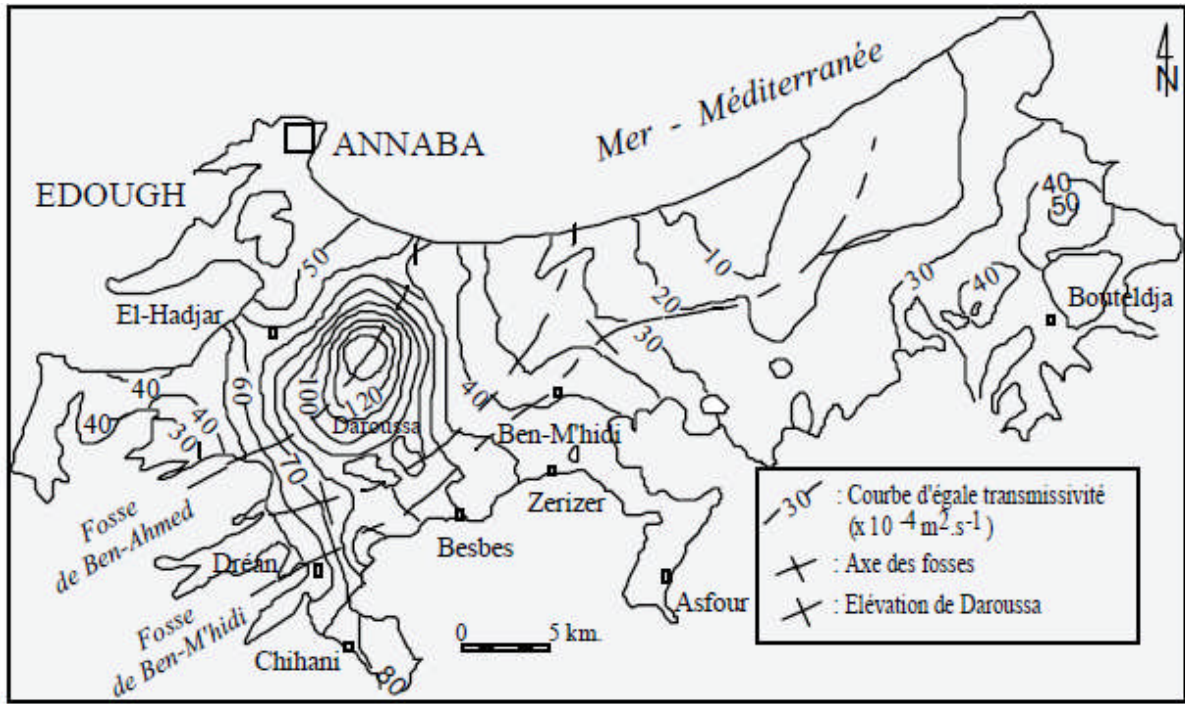 Mer - Méditerranée
N
ANNABA
EDOUGH
40
50
50
10
30
40
Bouteldja
El-Hadjar
20
30
40
60
100
120
40
40
40
30
Daroussa
Ben-M'hidi
70
Fosse
de Ben-Ahmed
Zerizer
Besbes
Dréan
Asfour
Fosse
de Ben-M'hidi
0 5 km.
Chihani
80
30 : Courbe d'égale transmissivité
(x 10 -4 m2.s-1)
: Axe des fosses
: Elévation de Daroussa